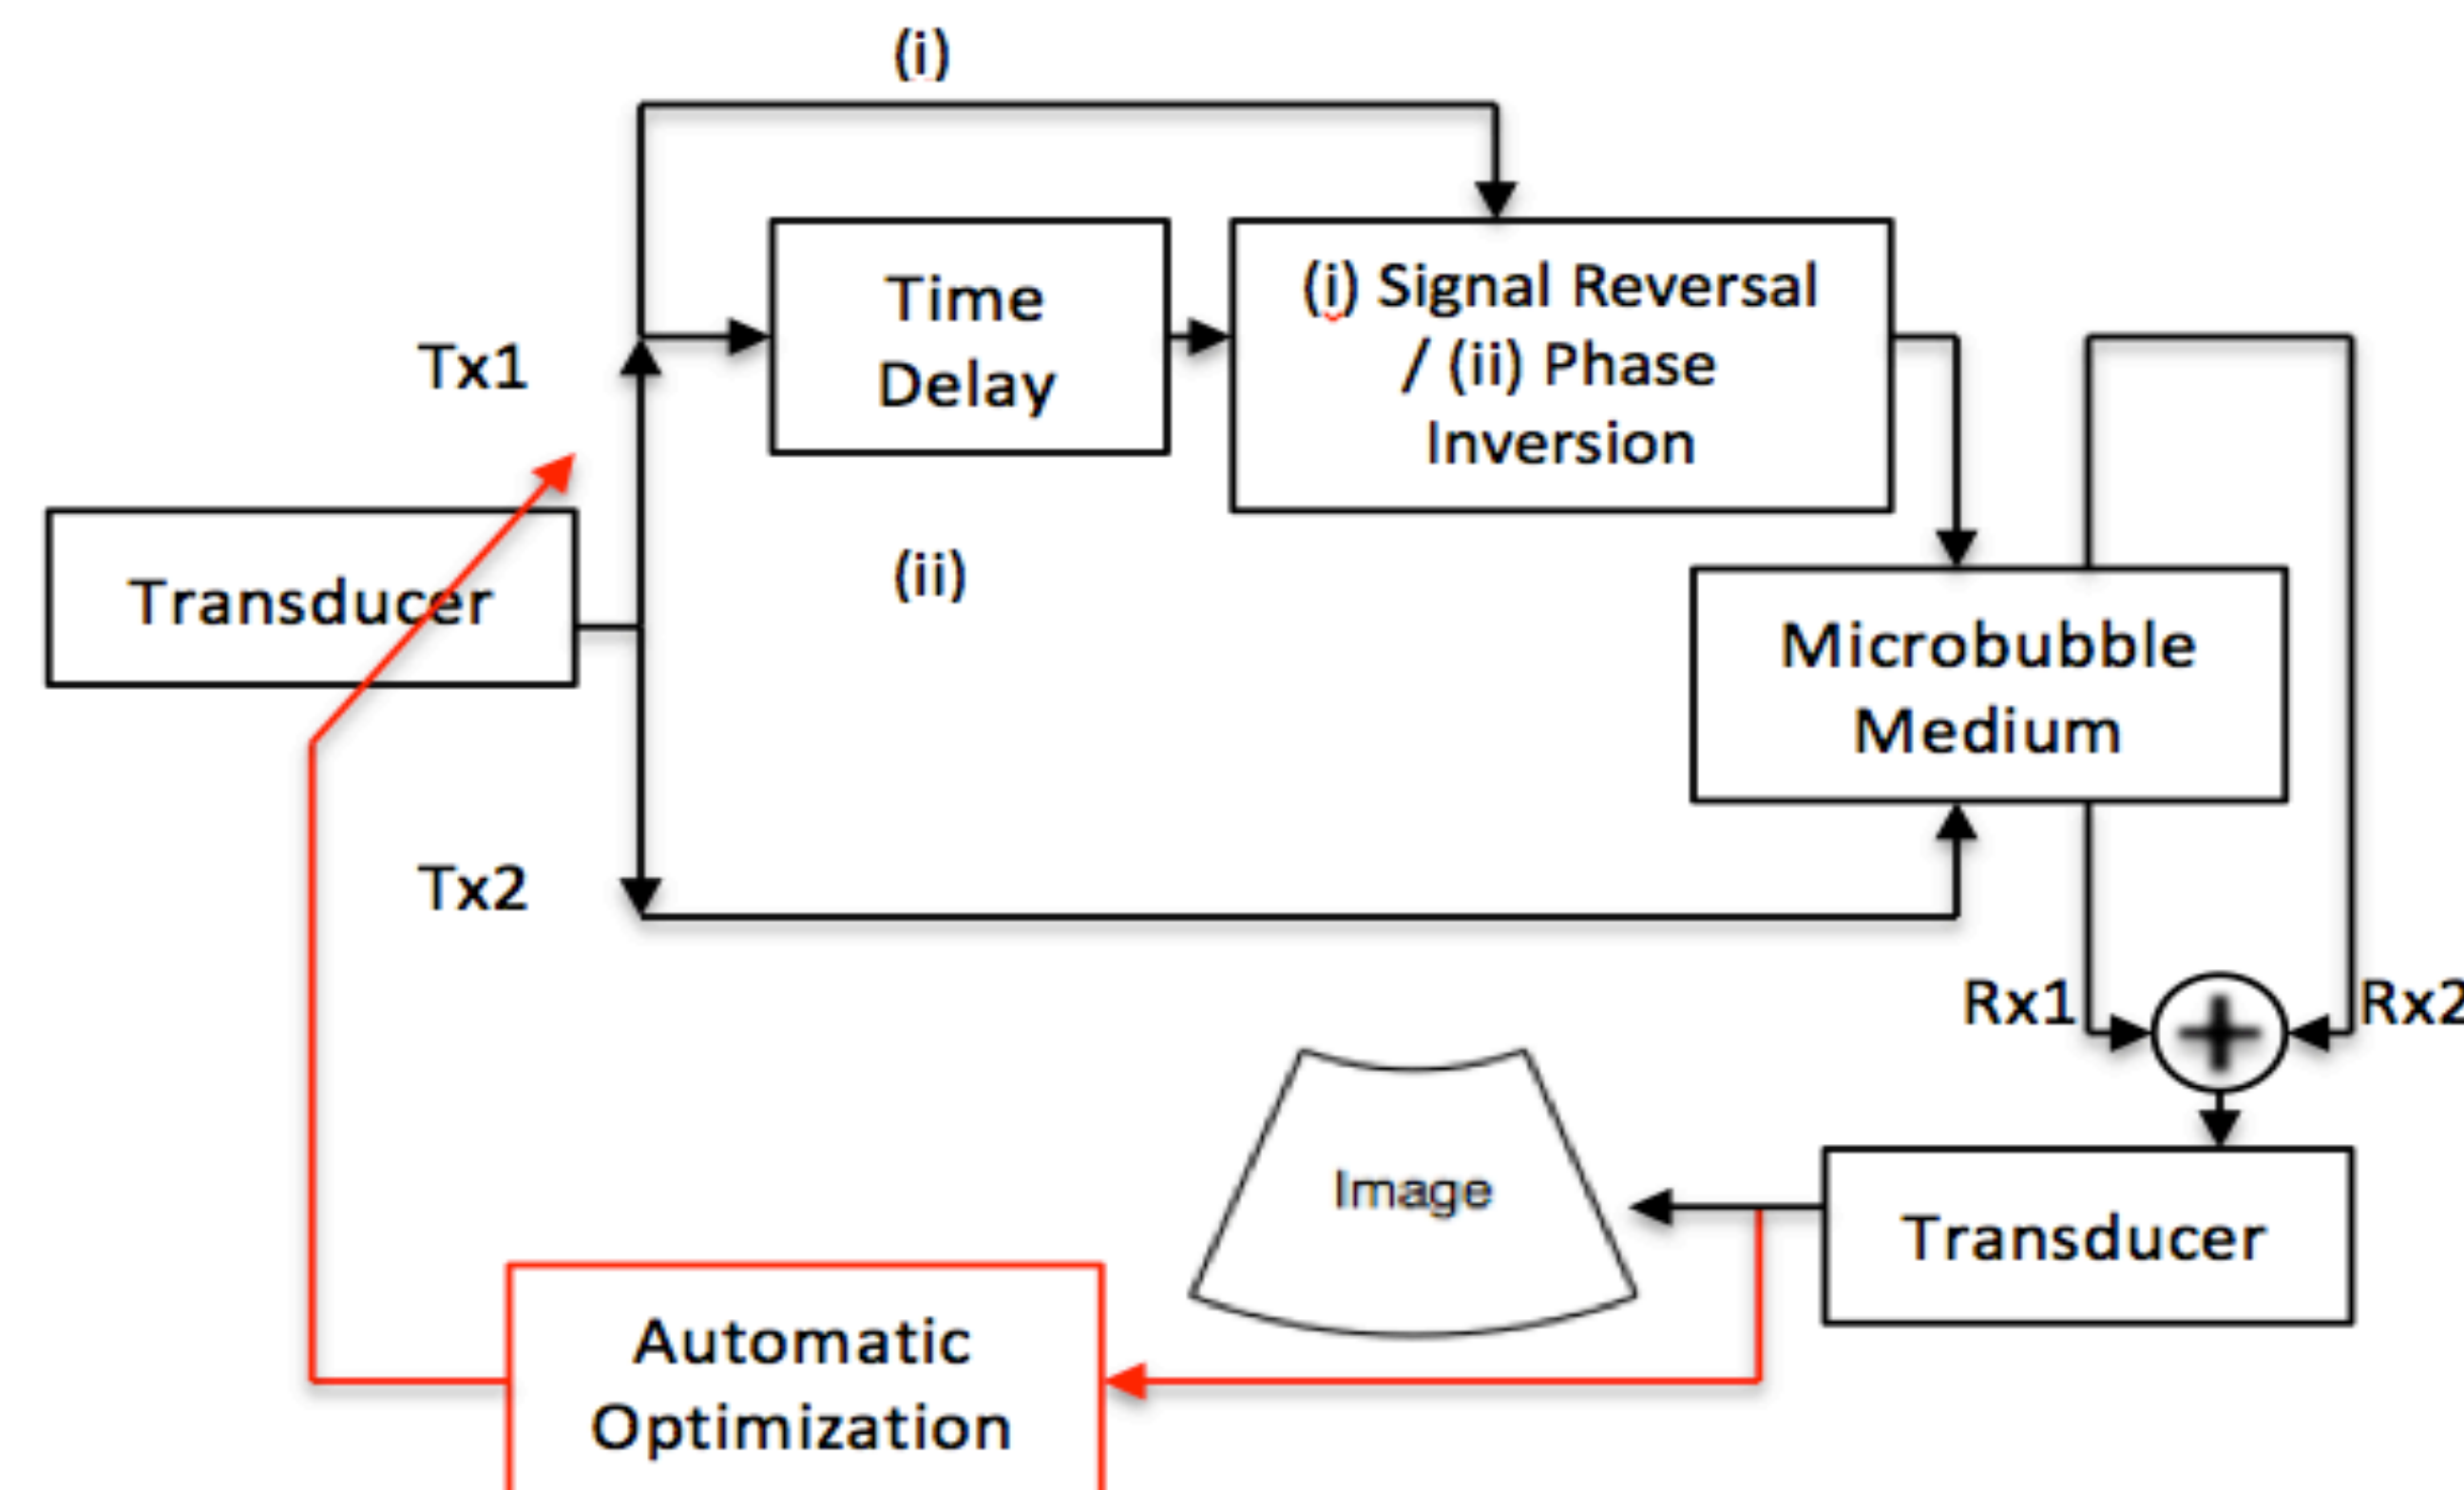 (i)
Time
Delay
(i) Signal Reversal
/ (ii) Phase
Inversion
Tx1
(ii)
Transducer
Microbubble
Medium
Tx2
Rx1
Rx2
Image
Transducer
Automatic
Optimization